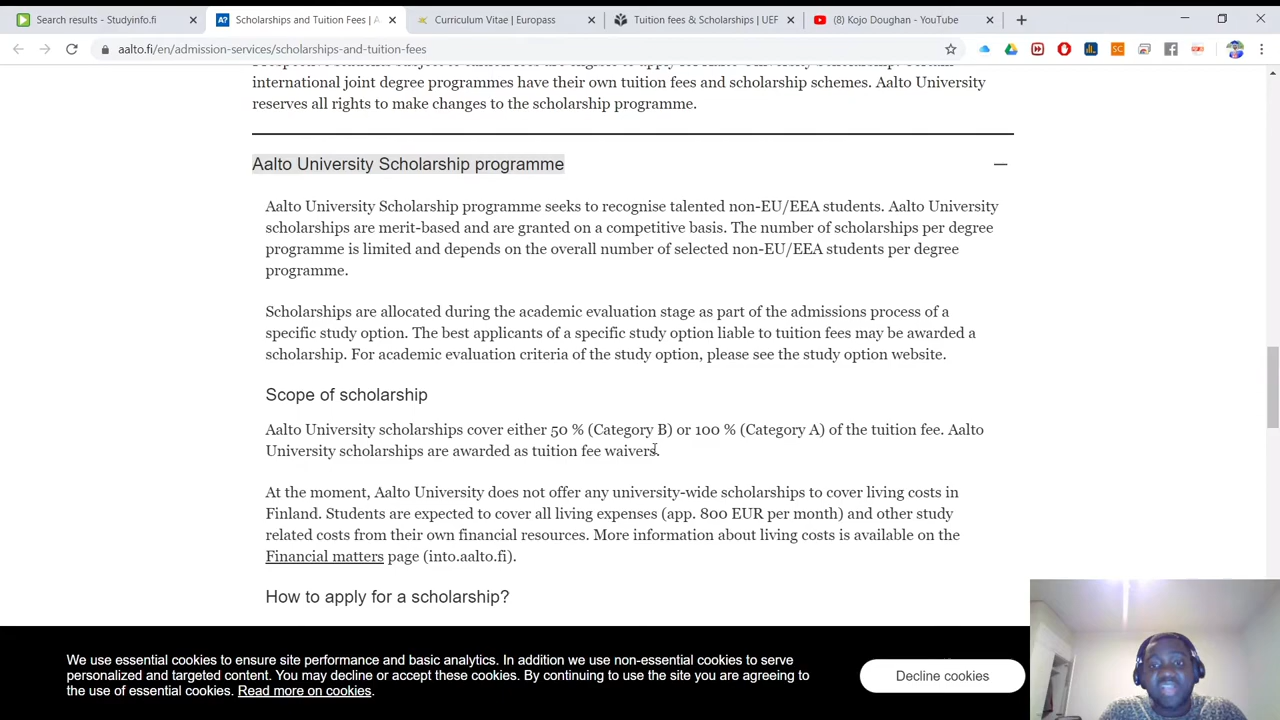 Search results - Studyinfo.fi
Scholarships and Tuition Fees | A
Curriculum Vitae | Europass
Tuition fees & Scholarships | UEF
(8) Kojo Doughan - YouTube
aalto.fi/en/admission-services/scholarships-and-tuition-fees
international joint degree programmes have their own tuition fees and scholarship schemes. Aalto University
reserves all rights to make changes to the scholarship programme.
Aalto University Scholarship programme
Aalto University Scholarship programme seeks to recognise talented non-EU/EEA students. Aalto University
scholarships are merit-based and are granted on a competitive basis. The number of scholarships per degree
programme is limited and depends on the overall number of selected non-EU/EEA students per degree
programme.
Scholarships are allocated during the academic evaluation stage as part of the admissions process of a
specific study option. The best applicants of a specific study option liable to tuition fees may be awarded a
scholarship. For academic evaluation criteria of the study option, please see the study option website.
Scope of scholarship
Aalto University scholarships cover either 50 % (Category B) or 100 % (Category A) of the tuition fee. Aalto
University scholarships are awarded as tuition fee waivers.
At the moment, Aalto University does not offer any university-wide scholarships to cover living costs in
Finland. Students are expected to cover all living expenses (app. 800 EUR per month) and other study
related costs from their own financial resources. More information about living costs is available on the
Financial matters page (into.aalto.fi).
How to apply for a scholarship?
We use essential cookies to ensure site performance and basic analytics. In addition we use non-essential cookies to serve
personalized and targeted content. You may decline or accept these cookies. By continuing to use the site you are agreeing to
the use of essential cookies. Read more on cookies.
Decline cookies